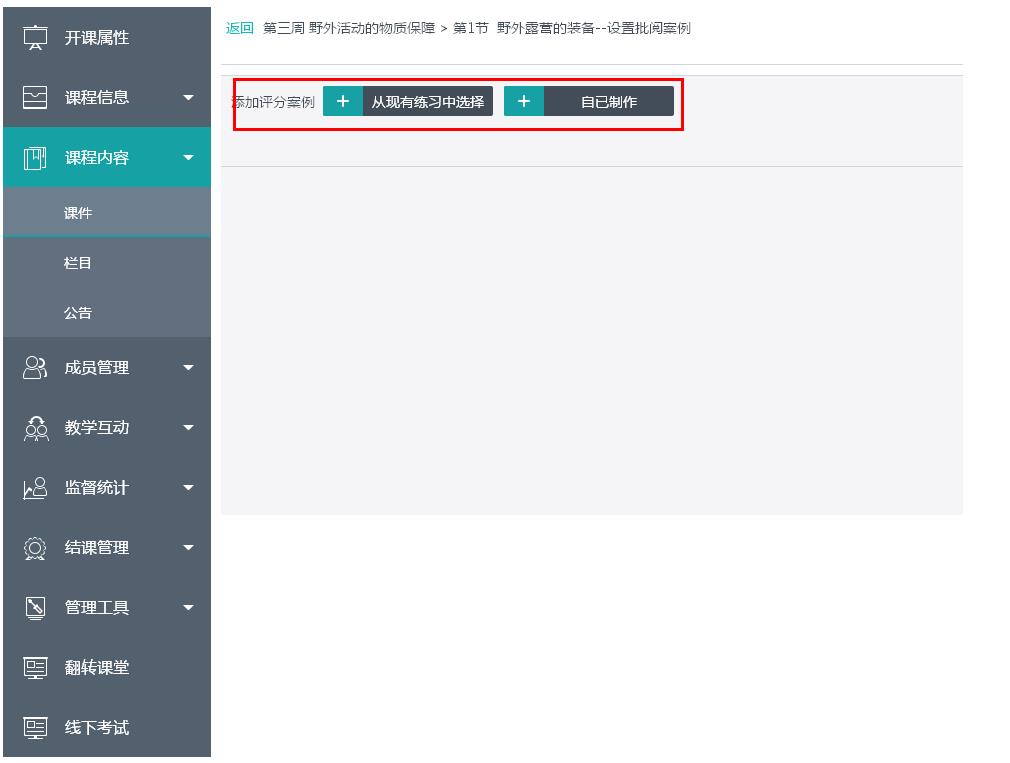 开课属性
课程信息
课程内容
课件
栏目
公告
成员管理
教学互动
监督统计
结课管理
管理工具
翻转课堂
线下考试
返回 第三周 野外活动的物质保障 > 第1节 野外露营的装备--设置批阅案例
添加评分案例 + 从现有练习中选择 + 自己制作